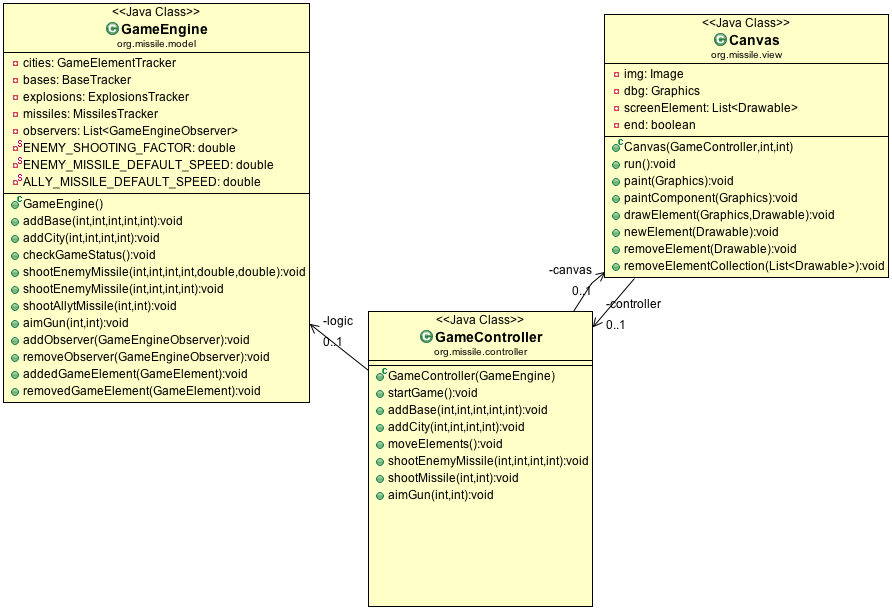 <<Java Class>>
GameEngine
org.missile.model
cities: GameElementTracker
bases: BaseTracker
explosions: ExplosionsTracker
missiles: MissilesTracker
observers: List<GameEngineObserver>
ENEMY_SHOOTING_FACTOR: double
ENEMY_MISSILE_DEFAULT_SPEED: double
ALLY_MISSILE_DEFAULT_SPEED: double
GameEngine()
addBase(int,int,int,int,int):void
addCity(int,int,int,int):void
checkGameStatus():void
shootEnemyMissile(int,int,int,int,double,double):void
shootEnemyMissile(int,int,int,int):void
shootAllytMissile(int,int):void
aimGun(int,int):void
addObserver(GameEngineObserver):void
removeObserver(GameEngineObserver):void
addedGameElement(GameElement):void
removedGameElement(GameElement):void
<<Java Class>>
Canvas
org.missile.view
img: Image
dbg: Graphics
screenElement: List<Drawable>
end: boolean
Canvas(GameController,int,int)
run():void
paint(Graphics):void
paintComponent(Graphics):void
drawElement(Graphics,Drawable):void
newElement(Drawable):void
removeElement(Drawable):void
removeElementCollection(List<Drawable>):void
-canvas
0..1
-controller
0..1
-logic
0..1
<<Java Class>>
GameController
org.missile.controller
GameController(GameEngine)
startGame():void
addBase(int,int,int,int,int):void
addCity(int,int,int,int):void
moveElements():void
shootEnemyMissile(int,int,int,int):void
shootMissile(int,int):void
aimGun(int,int):void